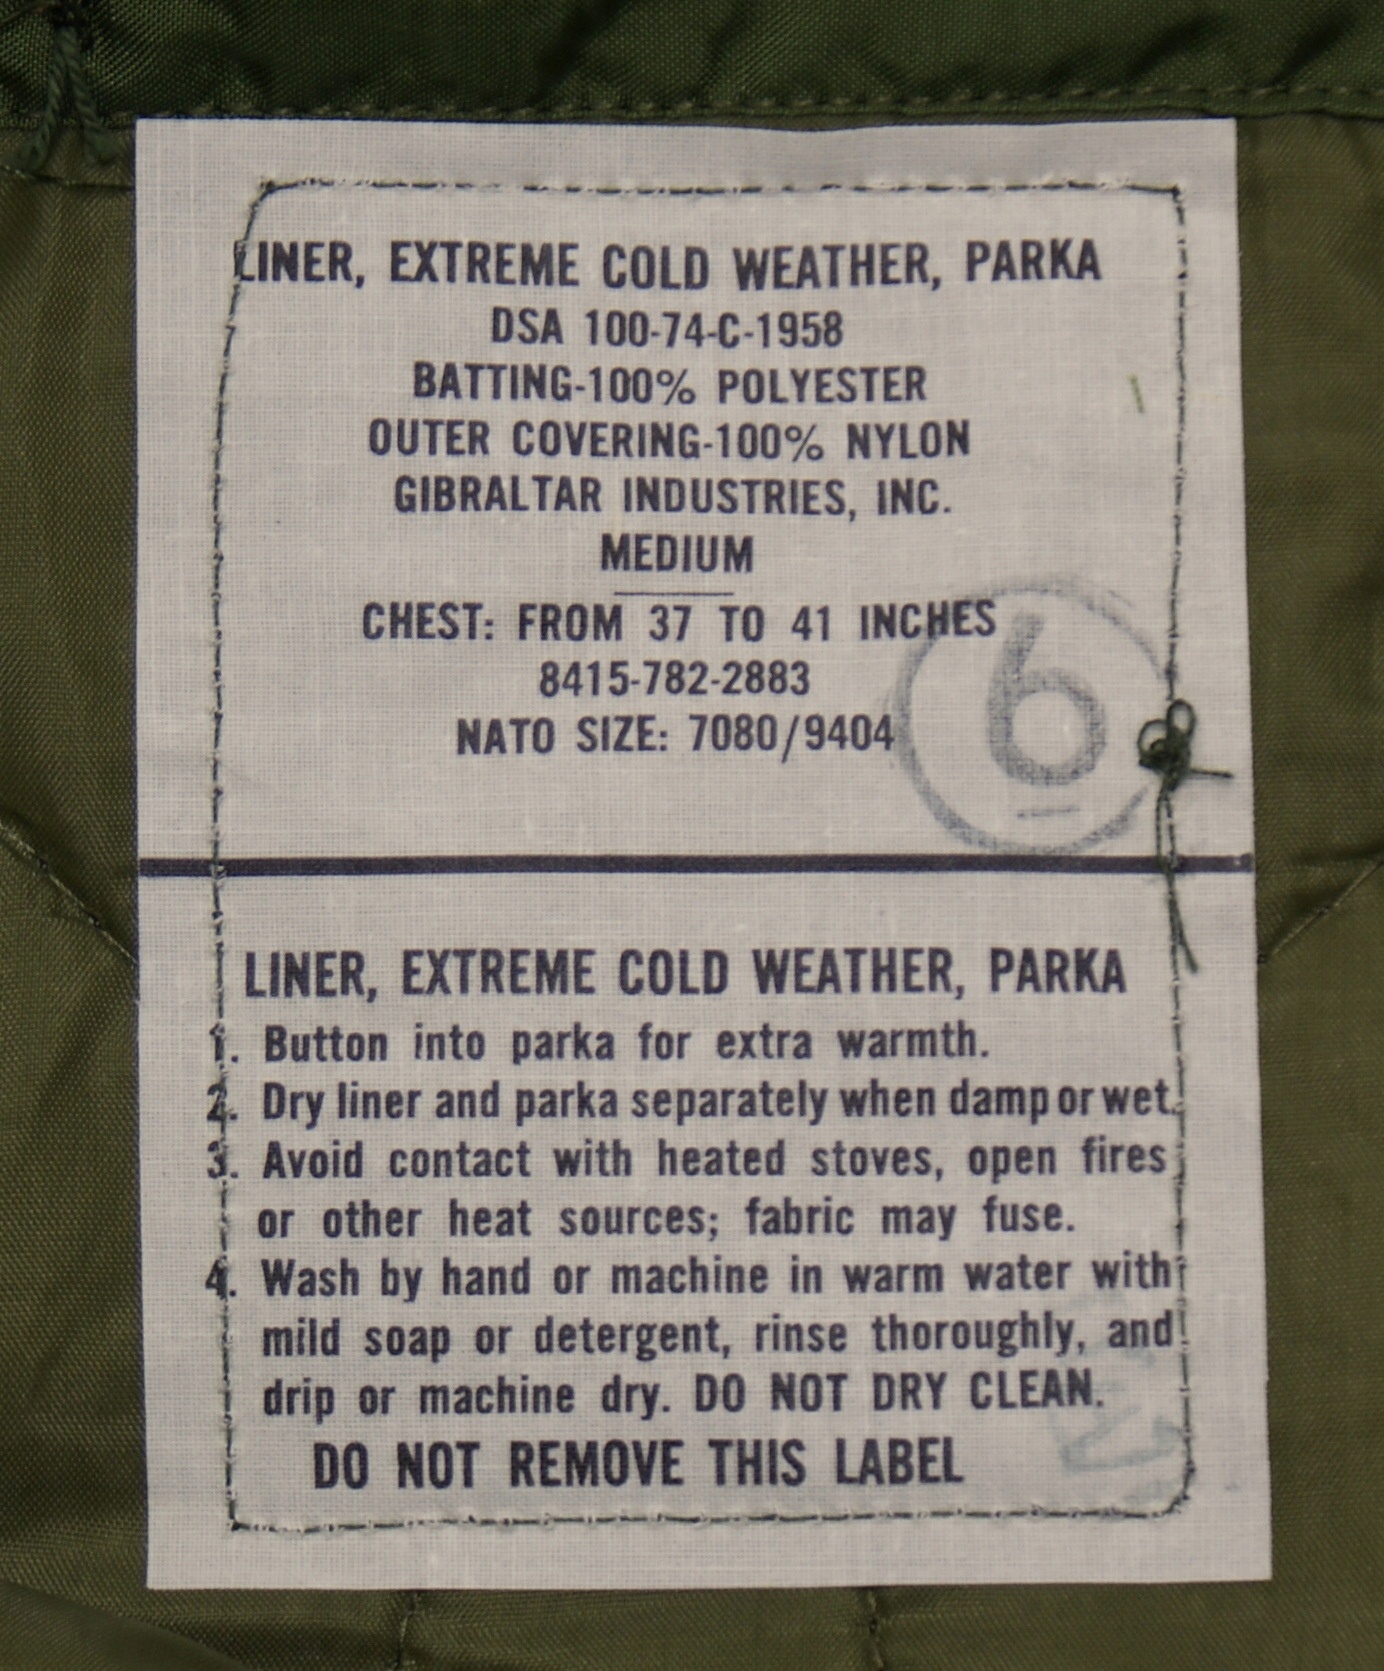 LINER, EXTREME COLD WEATHER, PARKA
DSA 100-74-C-1958
BATTING-100% POLYESTER
OUTER COVERING-100% NYLON
GIBRALTAR INDUSTRIES, INC.
MEDIUM
CHEST: FROM 37 TO 41 INCHES
8415-782-2883
NATO SIZE: 7080/9404
6
LINER, EXTREME COLD WEATHER, PARKA
1. Button into parka for extra warmth.
2. Dry liner and parka separately when damp or wet.
3. Avoid contact with heated stoves, open fires
or other heat sources; fabric may fuse.
4. Wash by hand or machine in warm water with
mild soap or detergent, rinse thoroughly, and
drip or machine dry. DO NOT DRY CLEAN.
DO NOT REMOVE THIS LABEL